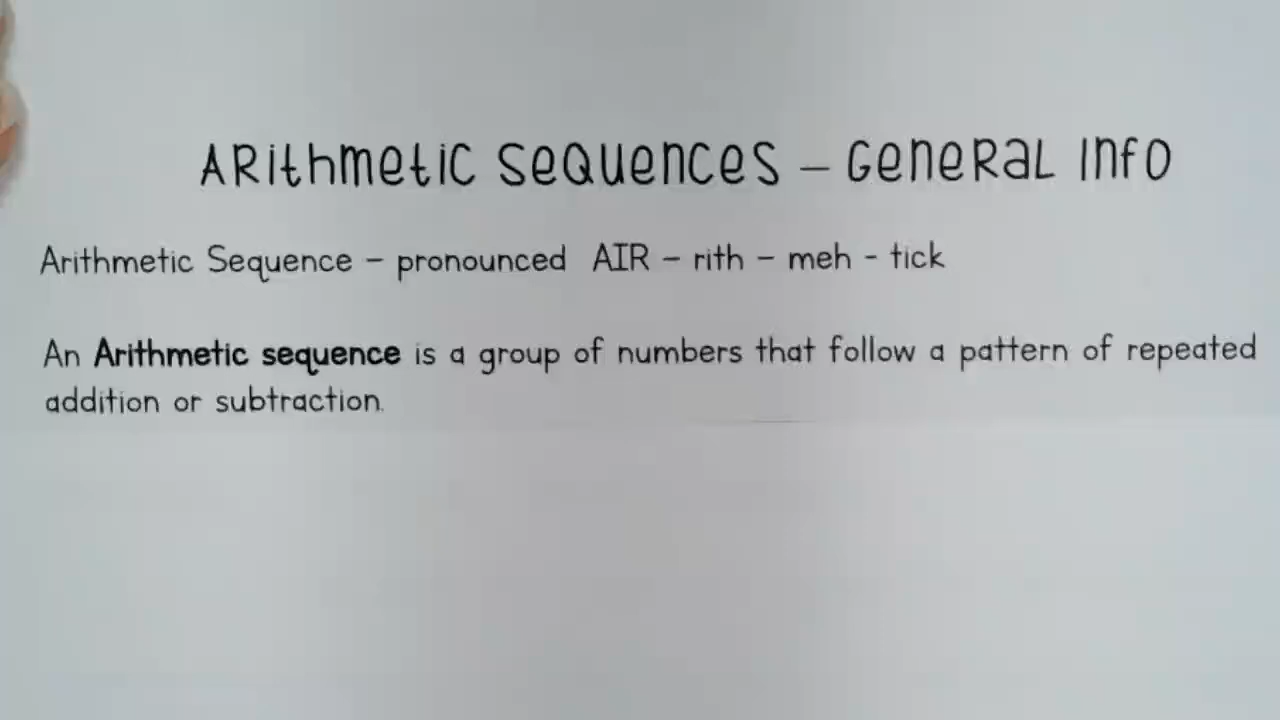 ARithmetic SeQUENCES – GENERAL INFO
Arithmetic Sequence – pronounced AIR – rith – meh - tick
An Arithmetic sequence is a group of numbers that follow a pattern of repeated
addition or subtraction.